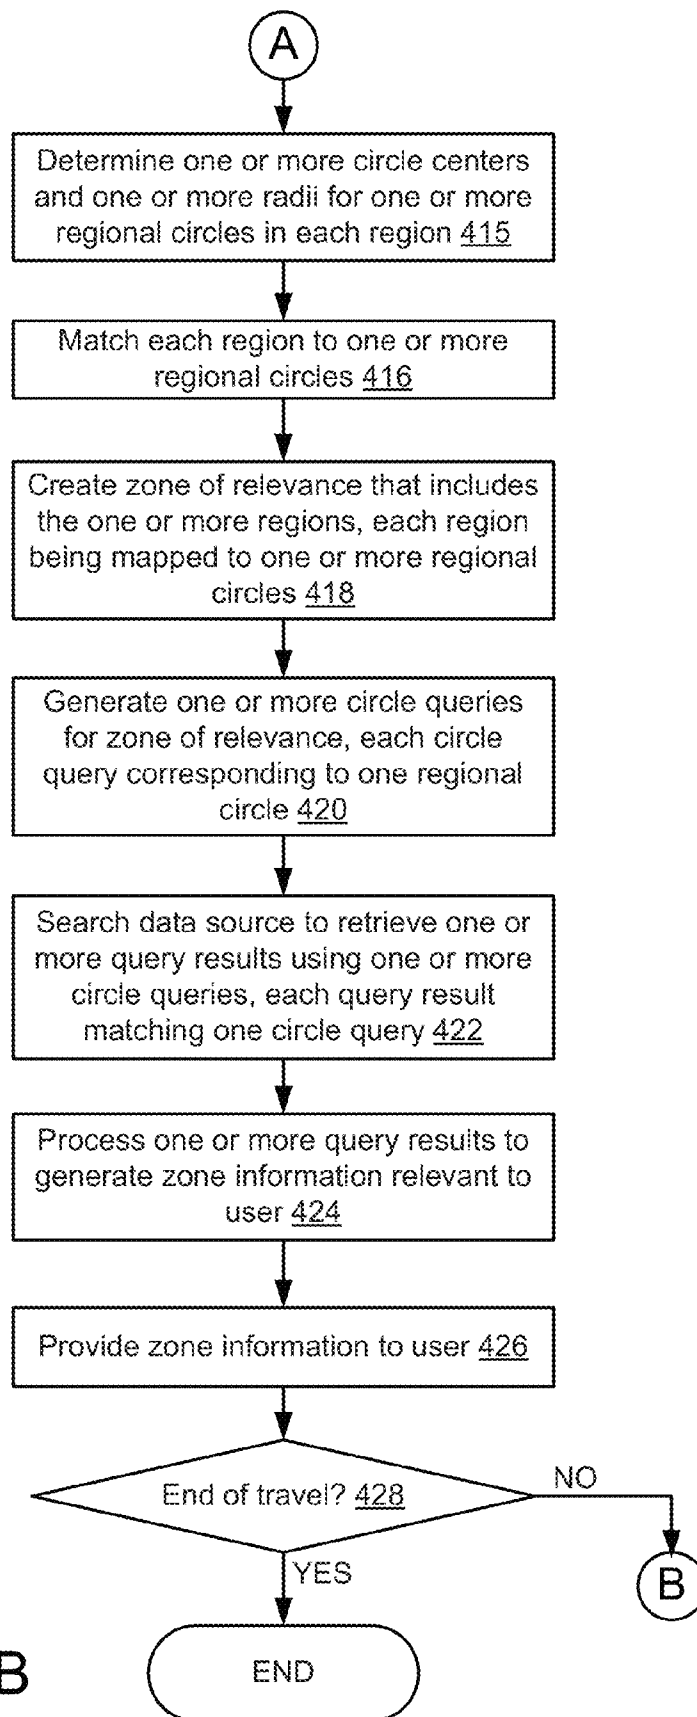 A
Determine one or more circle centers
and one or more radii for one or more
regional circles in each region 415
Match each region to one or more
regional circles 416
Create zone of relevance that includes
the one or more regions, each region
being mapped to one or more regional
circles 418
Generate one or more circle queries
for zone of relevance, each circle
query corresponding to one regional
circle 420
Search data source to retrieve one or
more query results using one or more
circle queries, each query result
matching one circle query 422
Process one or more query results to
generate zone information relevant to
user 424
Provide zone information to user 426
End of travel? 428
NO
B
YES
END
B